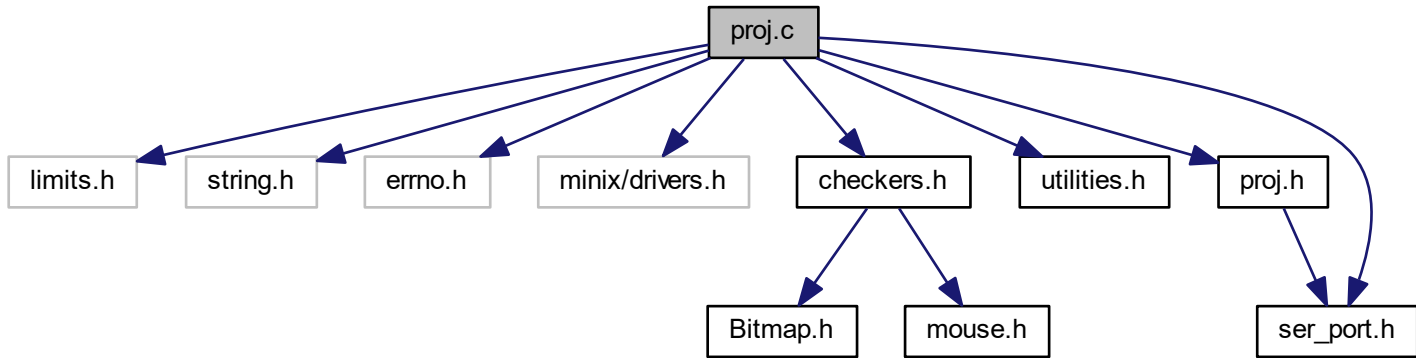 proj.c
limits.h
string.h
errno.h
minix/drivers.h
checkers.h
utilities.h
proj.h
Bitmap.h
mouse.h
ser_port.h